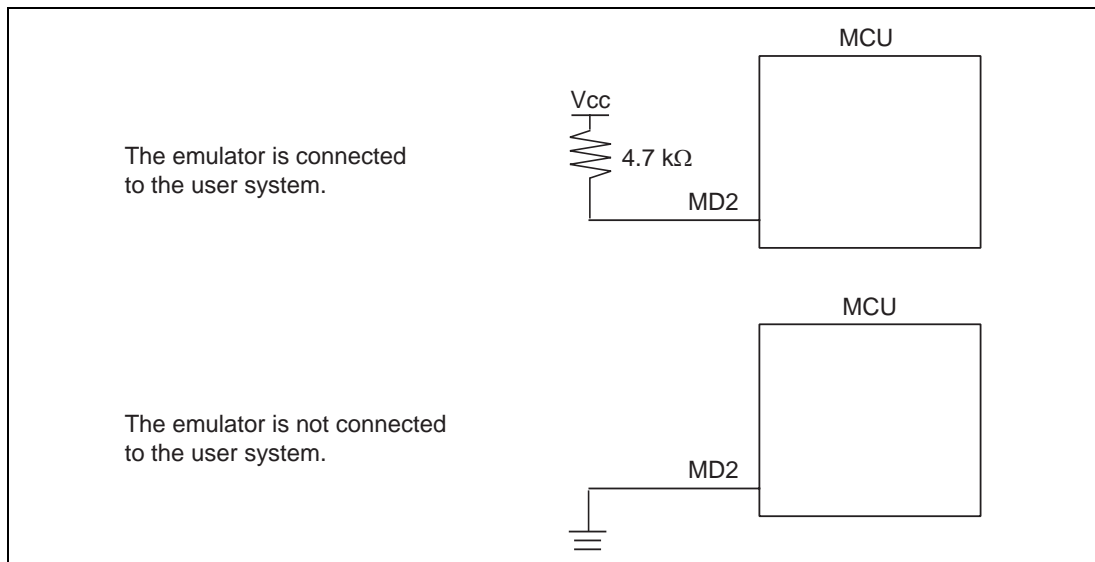 MCU
Vcc
The emulator is connected
to the user system.
4.7 kΩ
MD2
MCU
The emulator is not connected
to the user system.
MD2